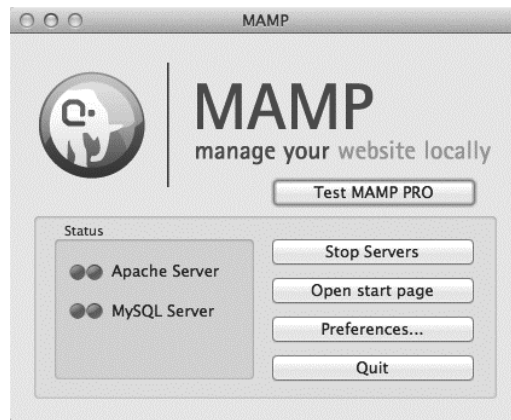 MAMP
MAMP
manage your website locally
Test MAMP PRO
Status
Apache Server
MySQL Server
Stop Servers
Open start page
Preferences...
Quit